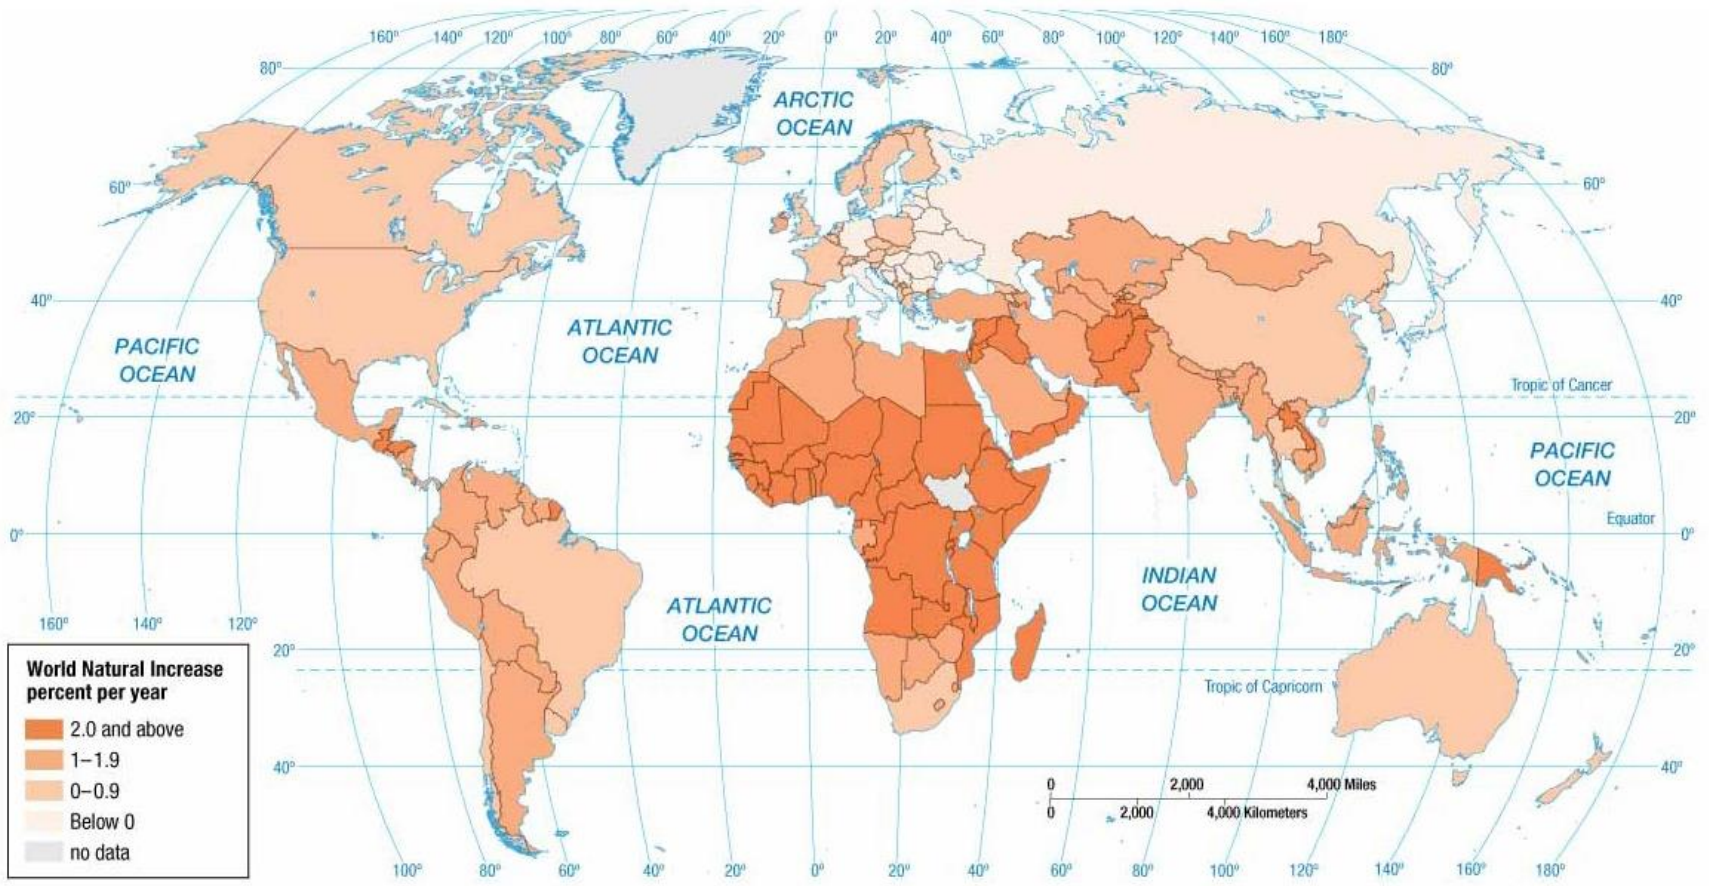 160° 140° 120° 100° 80° 60° 40° 20° 0° 20° 40° 60° 80° 100° 120° 140° 160° 180°
80° 80°
ARCTIC
OCEAN
60° 60°
40° 40°
ATLANTIC
OCEAN
PACIFIC
OCEAN
Tropic of Cancer
20° 20°
PACIFIC
OCEAN
Equator
0° 0°
INDIAN
OCEAN
ATLANTIC
OCEAN
160° 140° 120°
20° 20°
Tropic of Capricorn
World Natural Increase
percent per year
2.0 and above
1–1.9
0–0.9
Below 0
no data
40° 40°
0 2,000 4,000 Miles
0 2,000 4,000 Kilometers
100° 80° 60° 40° 20° 0° 20° 40° 60° 80° 100° 120° 140° 160° 180°